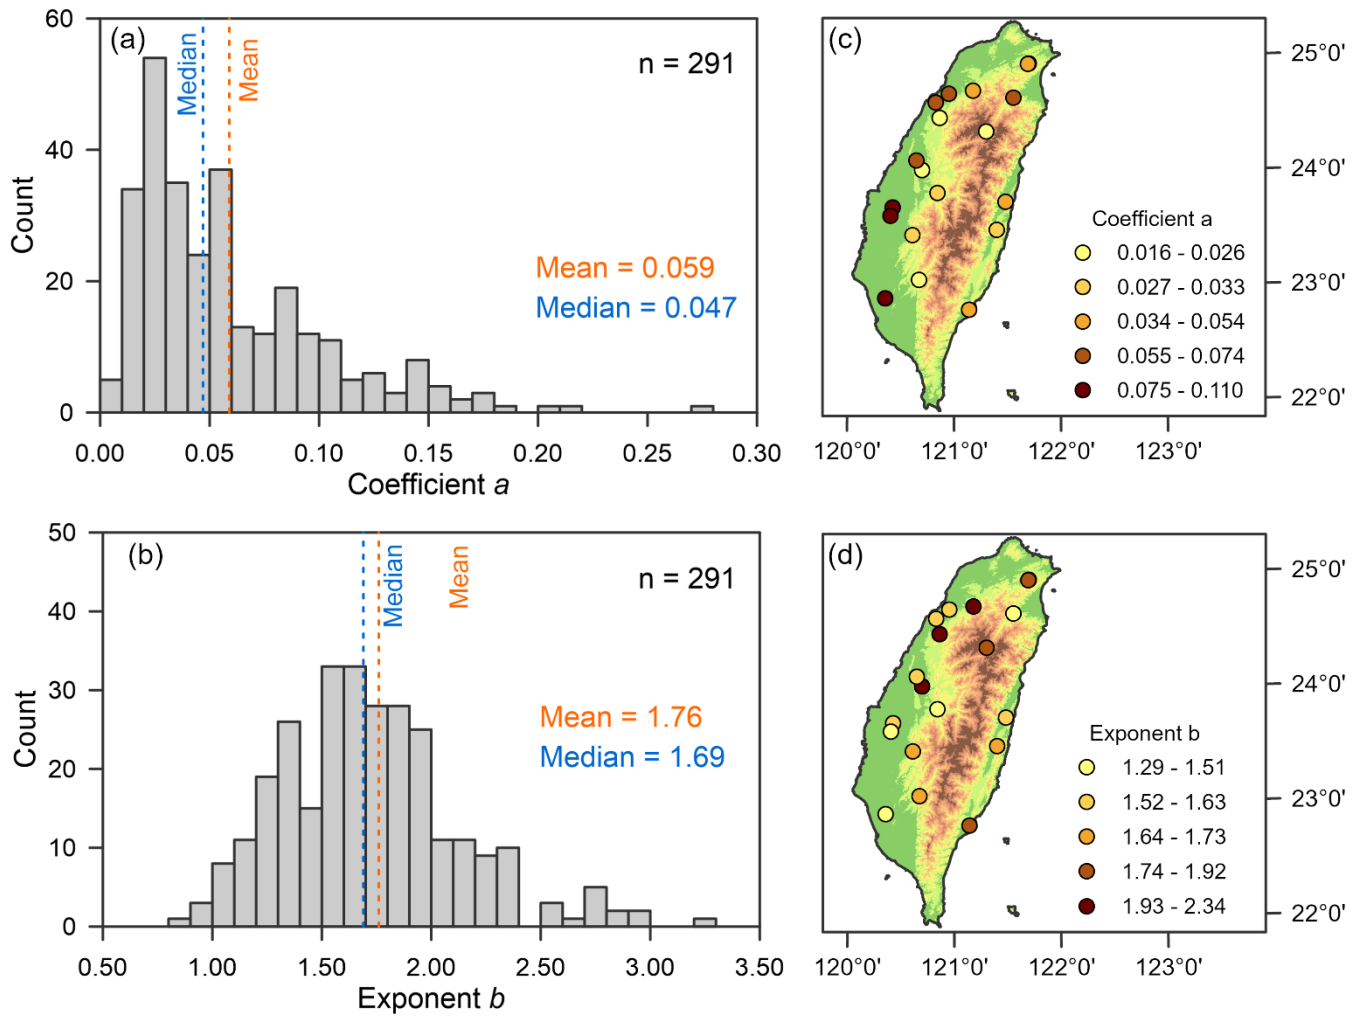 (a)
Median
Mean
n = 291
Mean = 0.059
Median = 0.047
60
40
20
0
Count
0.00 0.05 0.10 0.15 0.20 0.25 0.30
Coefficient a
(c)
25°0'
24°0'
23°0'
22°0'
Coefficient a
0.016 - 0.026
0.027 - 0.033
0.034 - 0.054
0.055 - 0.074
0.075 - 0.110
120°0' 121°0' 122°0' 123°0'
(b)
Median
Mean
n = 291
Mean = 1.76
Median = 1.69
50
40
30
20
10
0
Count
0.50 1.00 1.50 2.00 2.50 3.00 3.50
Exponent b
(d)
25°0'
24°0'
23°0'
22°0'
Exponent b
1.29 - 1.51
1.52 - 1.63
1.64 - 1.73
1.74 - 1.92
1.93 - 2.34
120°0' 121°0' 122°0' 123°0'